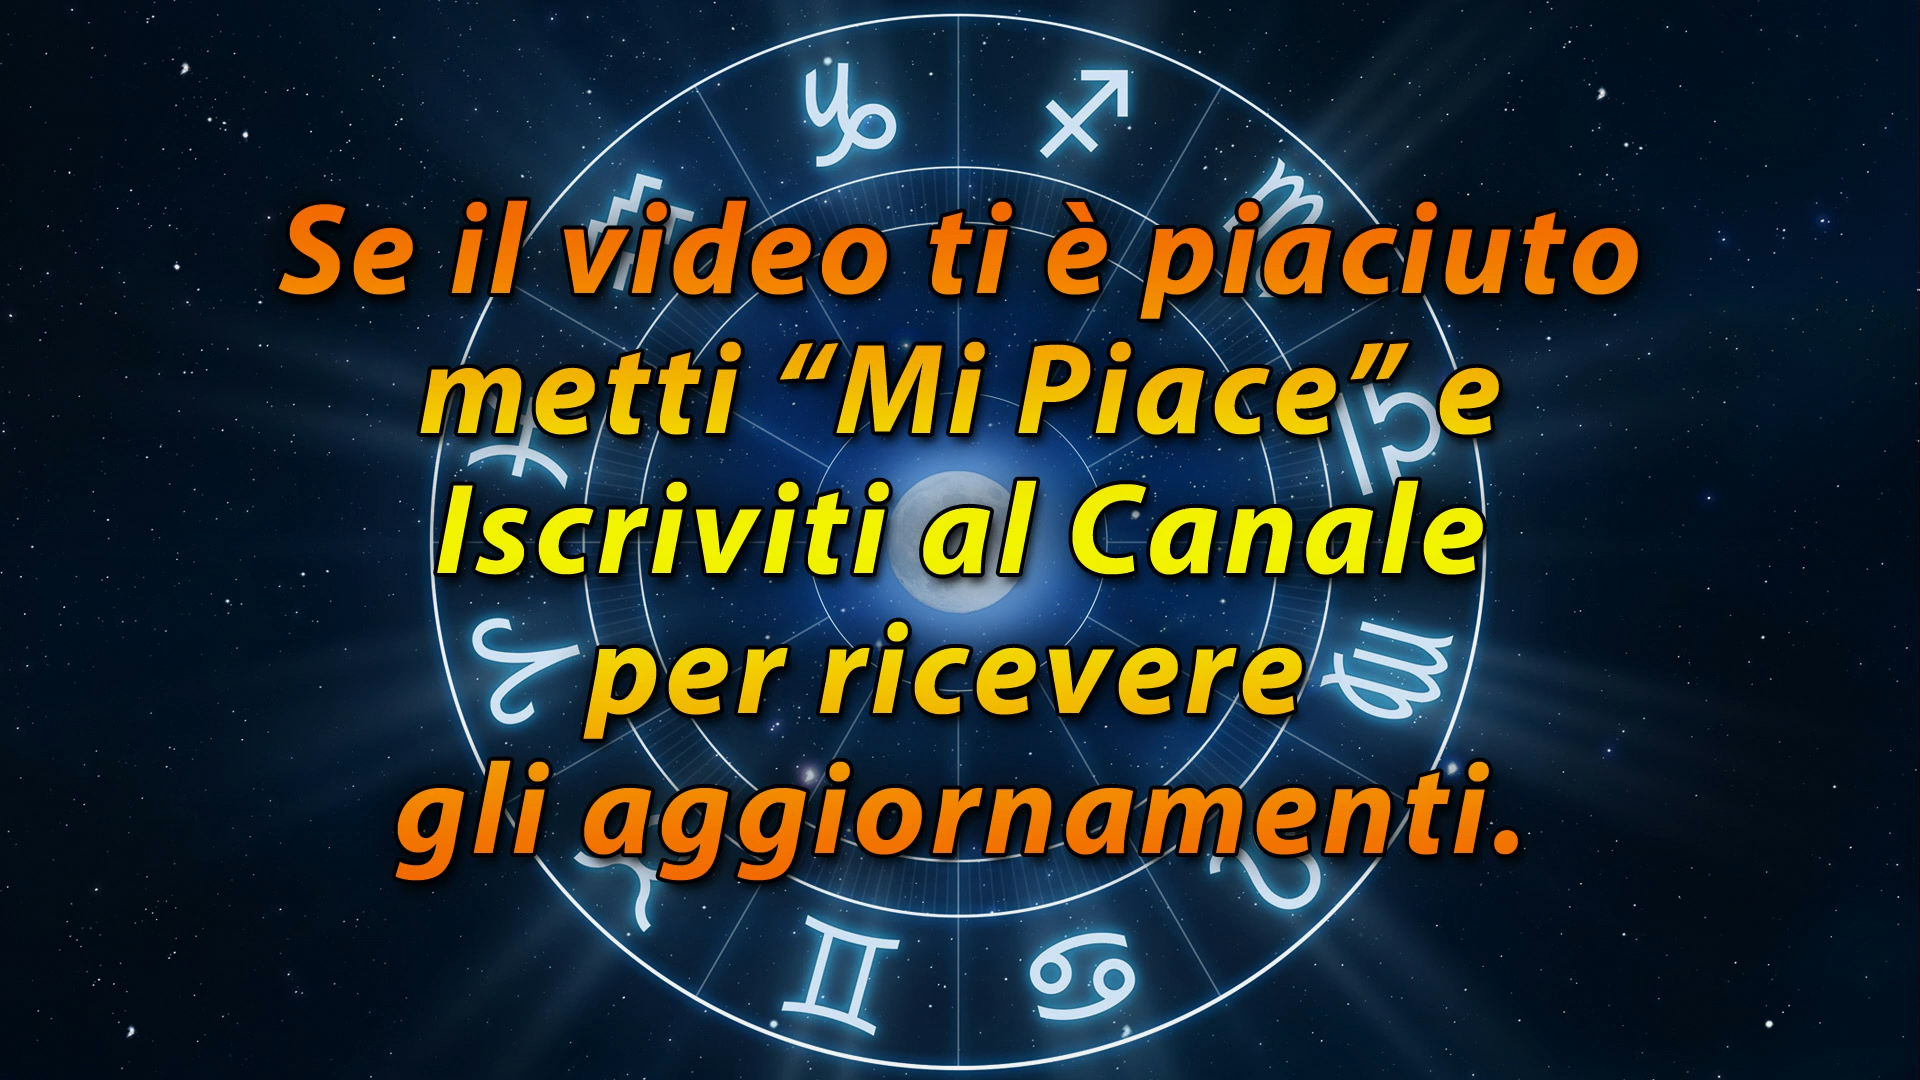 Se il video ti è piaciuto
metti “Mi Piace” e
Iscriviti al Canale
per ricevere
gli aggiornamenti.